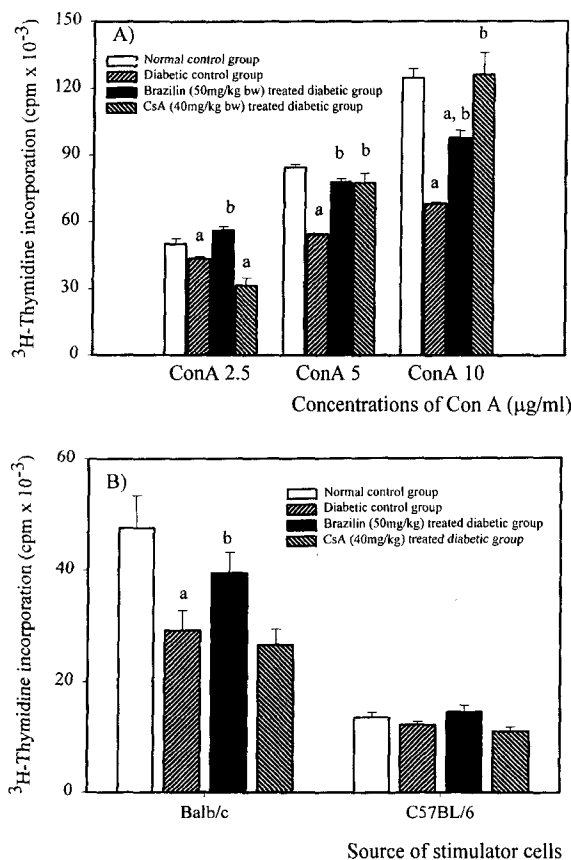 A)
Normal control group
Diabetic control group
Brazilin (50mg/kg bw) treated diabetic group
CsA (40mg/kg bw) treated diabetic group
³H-Thymidine incorporation (cpm x 10⁻³)
150
120
90
60
30
0
a
b
a
a
b
b
a
a, b
b
ConA 2.5
ConA 5
ConA 10
Concentrations of Con A (μg/ml)
B)
Normal control group
Diabetic control group
Brazilin (50mg/kg) treated diabetic group
CsA (40mg/kg) treated diabetic group
³H-Thymidine incorporation (cpm x 10⁻³)
60
40
20
0
a
b
Balb/c
C57BL/6
Source of stimulator cells